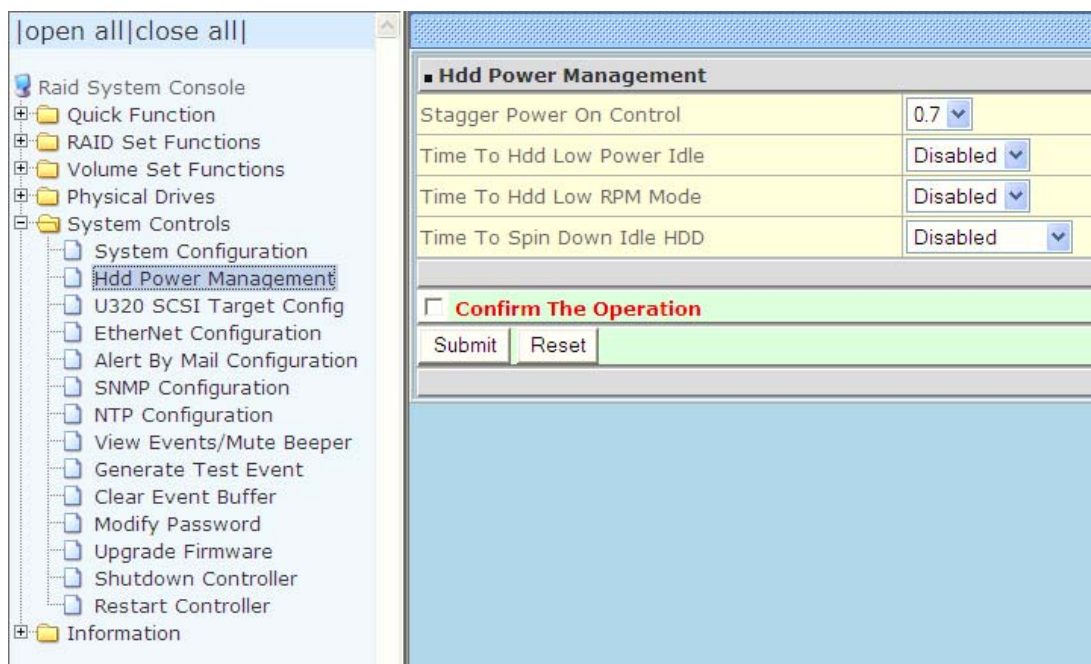 |open all|close all|
Raid System Console
Quick Function
RAID Set Functions
Volume Set Functions
Physical Drives
System Controls
System Configuration
Hdd Power Management
U320 SCSI Target Config
EtherNet Configuration
Alert By Mail Configuration
SNMP Configuration
NTP Configuration
View Events/Mute Beeper
Generate Test Event
Clear Event Buffer
Modify Password
Upgrade Firmware
Shutdown Controller
Restart Controller
Information
Hdd Power Management
Stagger Power On Control 0.7
Time To Hdd Low Power Idle Disabled
Time To Hdd Low RPM Mode Disabled
Time To Spin Down Idle HDD Disabled
Confirm The Operation
Submit Reset